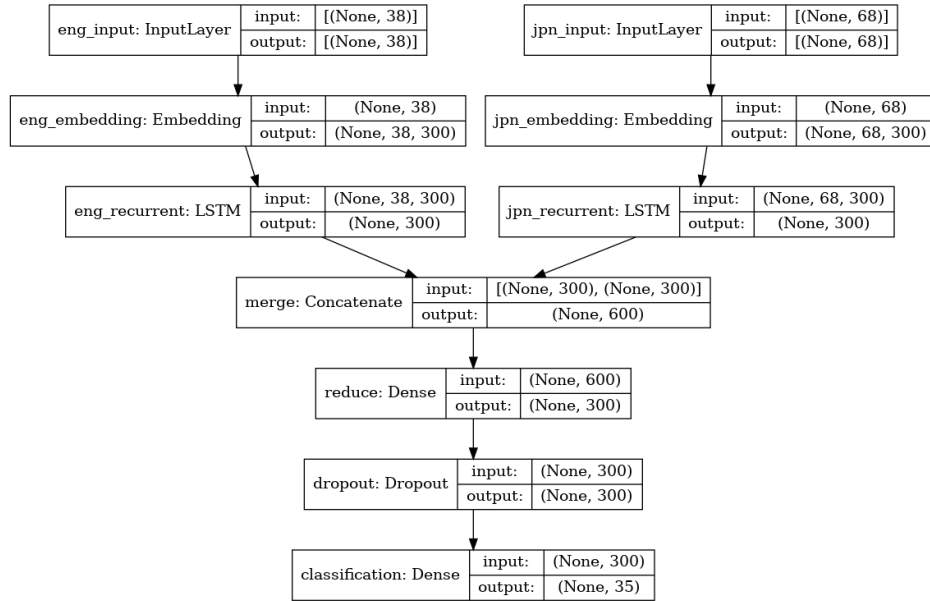 eng_input: InputLayer
input: [(None, 38)]
output: [(None, 38)]
jpn_input: InputLayer
input: [(None, 68)]
output: [(None, 68)]
eng_embedding: Embedding
input: (None, 38)
output: (None, 38, 300)
jpn_embedding: Embedding
input: (None, 68)
output: (None, 68, 300)
eng_recurrent: LSTM
input: (None, 38, 300)
output: (None, 300)
jpn_recurrent: LSTM
input: (None, 68, 300)
output: (None, 300)
merge: Concatenate
input: [(None, 300), (None, 300)]
output: (None, 600)
reduce: Dense
input: (None, 600)
output: (None, 300)
dropout: Dropout
input: (None, 300)
output: (None, 300)
classification: Dense
input: (None, 300)
output: (None, 35)